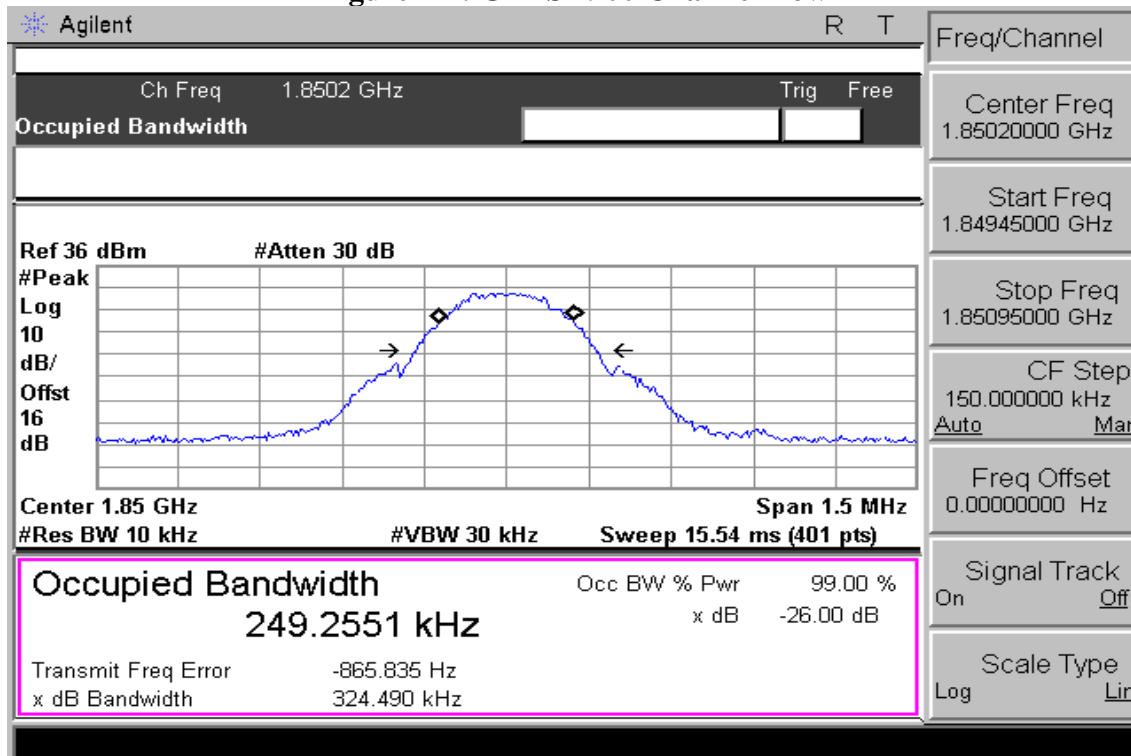 Agilent R T
Ch Freq 1.8502 GHz Trig Free
Occupied Bandwidth
Ref 36 dBm #Atten 30 dB
#Peak
Log
10
dB/
Offst
16
dB
Center 1.85 GHz Span 1.5 MHz
#Res BW 10 kHz #VBW 30 kHz Sweep 15.54 ms (401 pts)
Occupied Bandwidth
249.2551 kHz
Occ BW % Pwr 99.00 %
x dB -26.00 dB
Transmit Freq Error -865.835 Hz
x dB Bandwidth 324.490 kHz
Freq/Channel
Center Freq
1.85020000 GHz
Start Freq
1.84945000 GHz
Stop Freq
1.85095000 GHz
CF Step
150.000000 kHz
Auto Man
Freq Offset
0.00000000 Hz
Signal Track
On Off
Scale Type
Log Lin